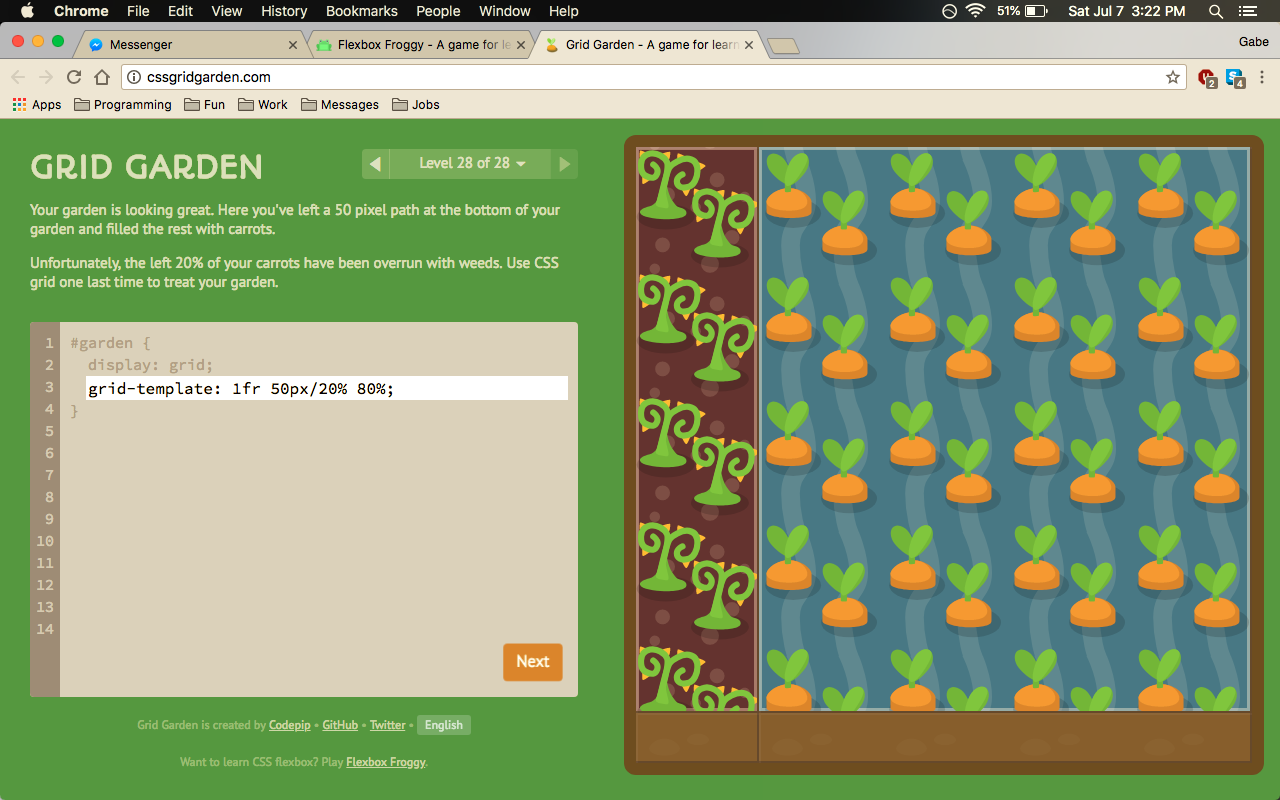 Chrome File Edit View History Bookmarks People Window Help 51% Sat Jul 7 3:22 PM
Messenger Flexbox Froggy - A game for le Grid Garden - A game for learn Gabe
cssgridgarden.com 2 4
Apps Programming Fun Work Messages Jobs
GRID GARDEN
Level 28 of 28
Your garden is looking great. Here you've left a 50 pixel path at the bottom of your
garden and filled the rest with carrots.
Unfortunately, the left 20% of your carrots have been overrun with weeds. Use CSS
grid one last time to treat your garden.
1 #garden {
2 display: grid;
3 grid-template: 1fr 50px/20% 80%;
4 }
5
6
7
8
9
10
11
12
13
14
Next
Grid Garden is created by Codepip • GitHub • Twitter • English
Want to learn CSS flexbox? Play Flexbox Froggy.